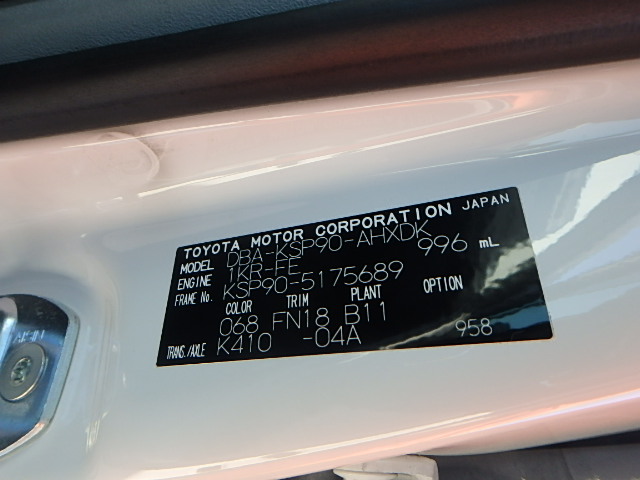 TOYOTA MOTOR CORPORATION JAPAN
MODEL DBA-KSP90-AHXDK
ENGINE 1KR-FE 996 mL
FRAME No. KSP90-5175689
COLOR TRIM PLANT OPTION
068 FN18 B11
TRANS./AXLE K410 -04A 958